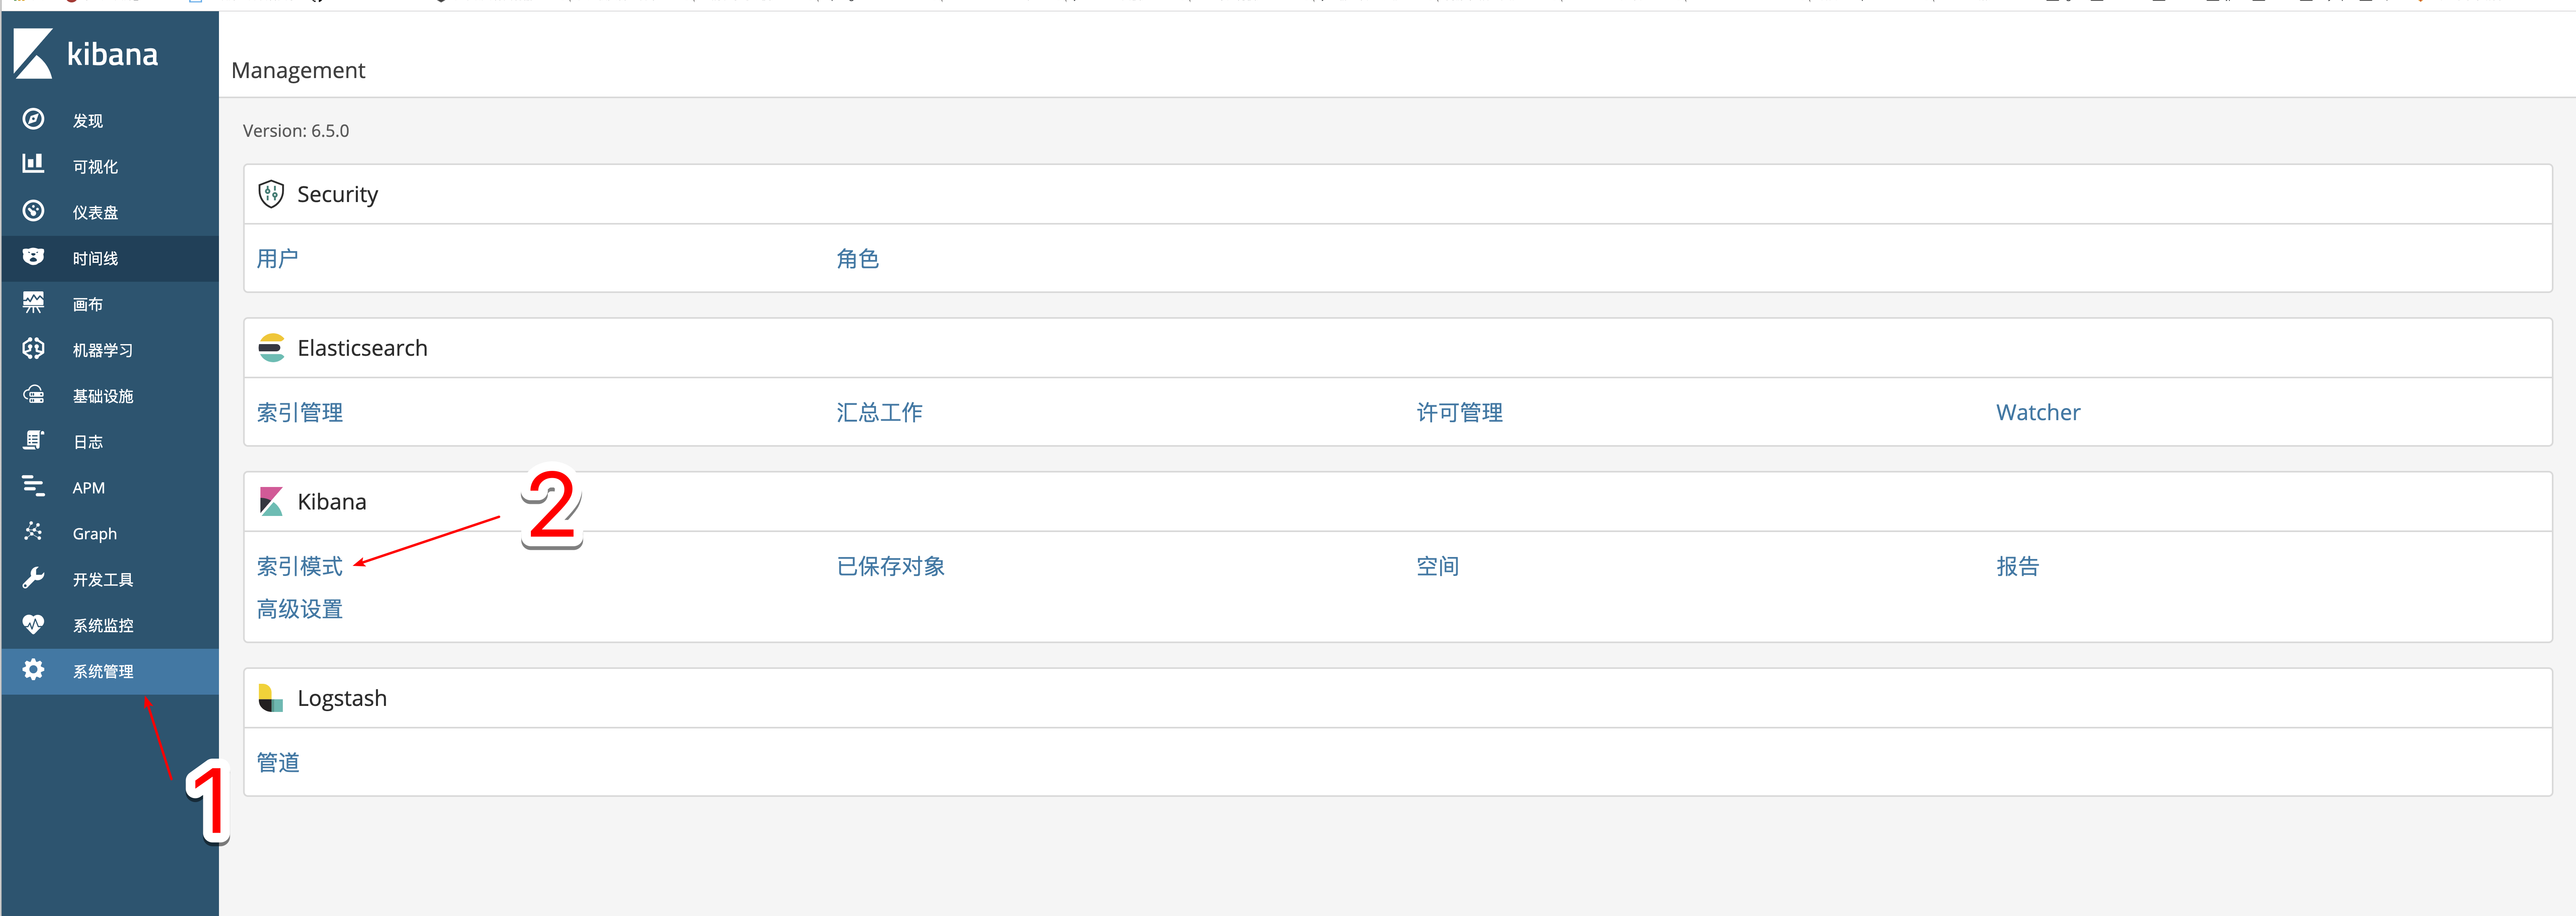 kibana
发现
可视化
仪表盘
时间线
画布
机器学习
基础设施
日志
APM
Graph
开发工具
系统监控
系统管理
1
Management
Version: 6.5.0
Security
用户 角色
Elasticsearch
索引管理 汇总工作 许可管理 Watcher
Kibana
2
索引模式 已保存对象 空间 报告
高级设置
Logstash
管道